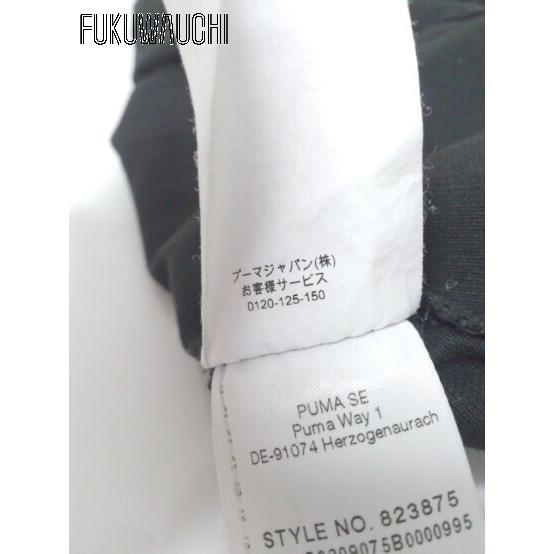 FUKUWAUCHI
プーマジャパン(株)
お客様サービス
0120-125-150
PUMA SE
Puma Way 1
DE-91074 Herzogenaurach
STYLE NO. 823875